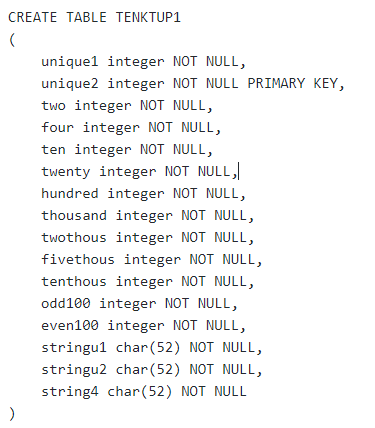 CREATE TABLE TENKTUP1
(
unique1 integer NOT NULL,
unique2 integer NOT NULL PRIMARY KEY,
two integer NOT NULL,
four integer NOT NULL,
ten integer NOT NULL,
twenty integer NOT NULL,
hundred integer NOT NULL,
thousand integer NOT NULL,
twothous integer NOT NULL,
fivethous integer NOT NULL,
tenthous integer NOT NULL,
odd100 integer NOT NULL,
even100 integer NOT NULL,
stringu1 char(52) NOT NULL,
stringu2 char(52) NOT NULL,
string4 char(52) NOT NULL
)